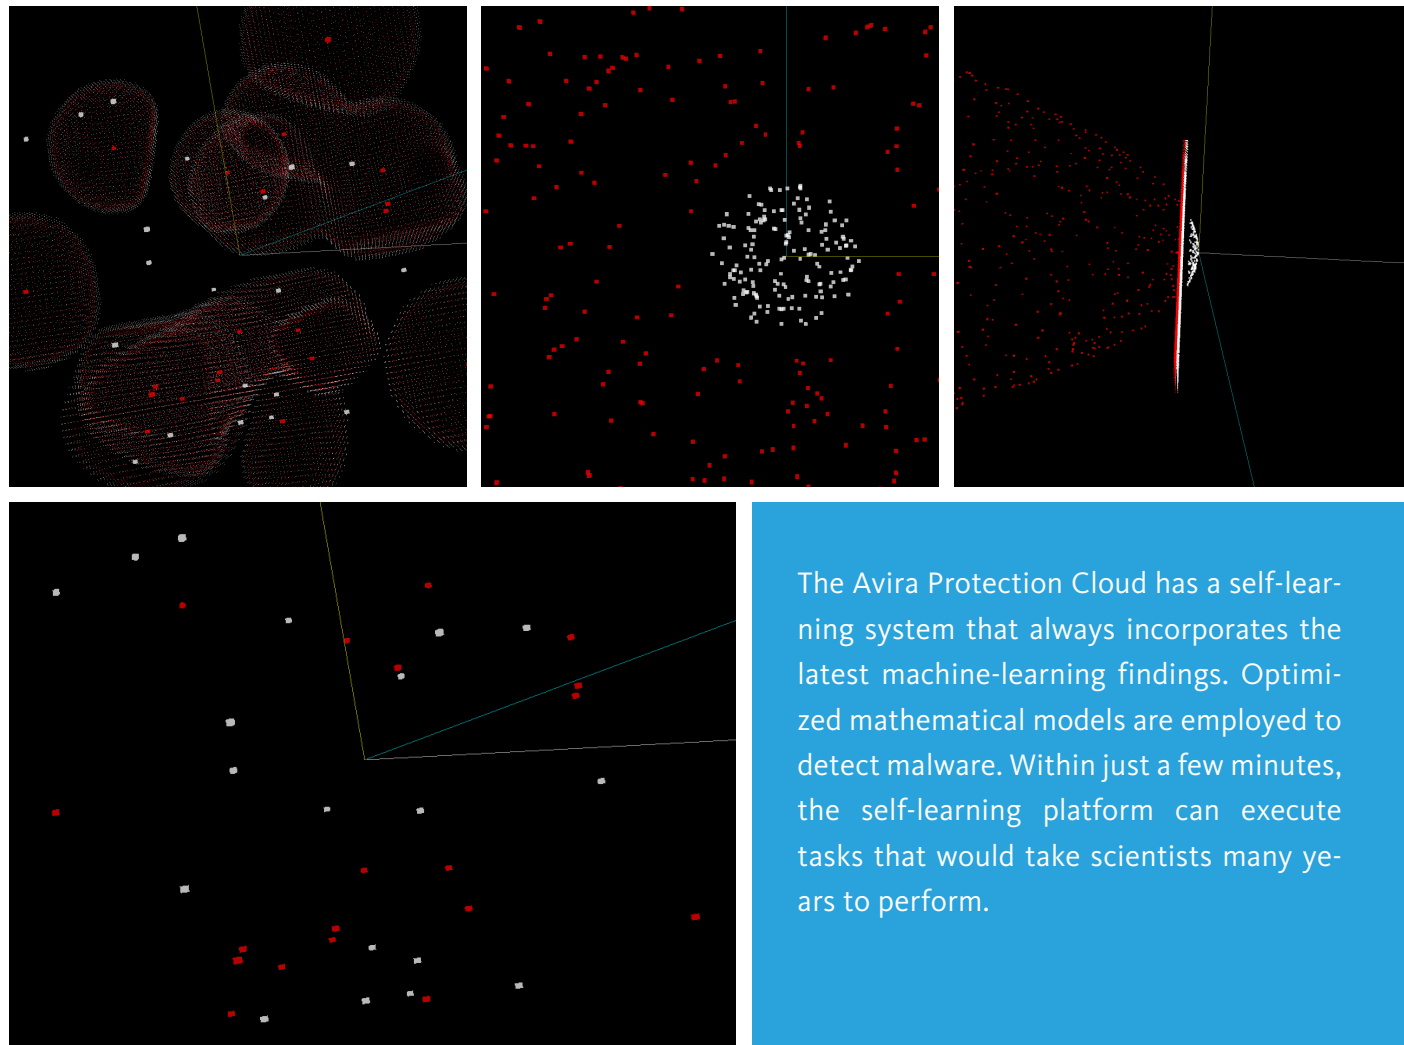 The Avira Protection Cloud has a self-lear-
ning system that always incorporates the
latest machine-learning findings. Optimi-
zed mathematical models are employed to
detect malware. Within just a few minutes,
the self-learning platform can execute
tasks that would take scientists many ye-
ars to perform.